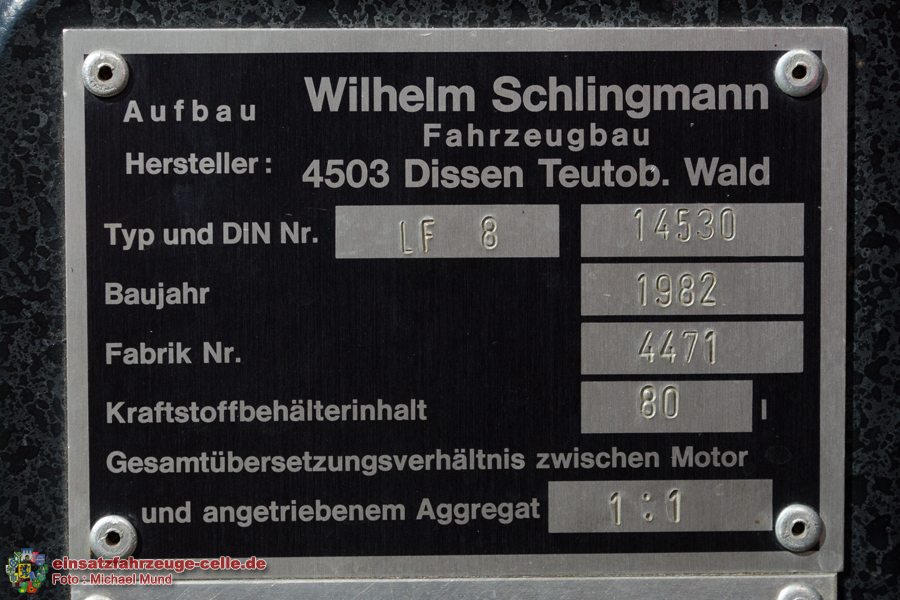 Aufbau Wilhelm Schlingmann
Fahrzeugbau
Hersteller: 4503 Dissen Teutob. Wald
Typ und DIN Nr. LF 8 14530
Baujahr 1982
Fabrik Nr. 4471
Kraftstoffbehälterinhalt 80 l
Gesamtübersetzungsverhältnis zwischen Motor
und angetriebenem Aggregat 1:1
einsatzfahrzeuge-celle.de
Foto: Michael Mund